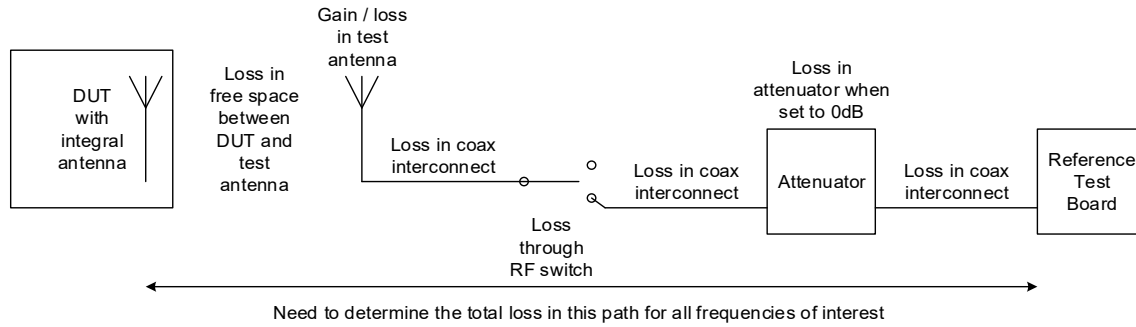 DUT
with
integral
antenna
Loss in
free space
between
DUT and
test
antenna
Gain / loss
in test
antenna
Loss in coax
interconnect
Loss
through
RF switch
Loss in coax
interconnect
Loss in
attenuator when
set to 0dB
Attenuator
Loss in coax
interconnect
Reference
Test
Board
Need to determine the total loss in this path for all frequencies of interest